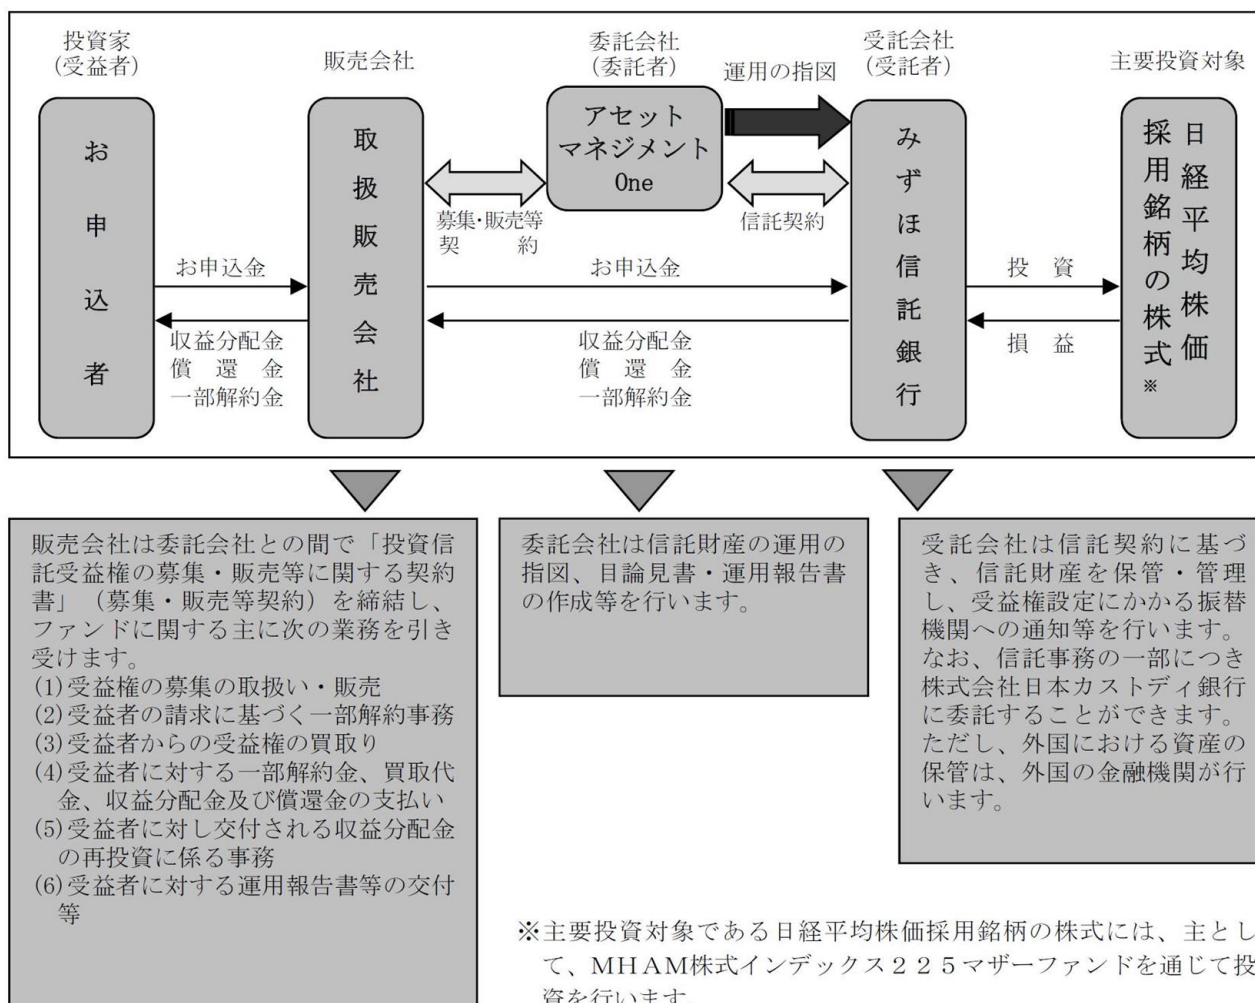 投資家
(受益者)
販売会社
委託会社
(委託者)
運用の指図
受託会社
(受託者)
主要投資対象
お申込者
取扱販売会社
アセット
マネジメント
One
みずほ信託銀行
日経平均株価
採用銘柄の株式※
募集・販売等
契　　約
信託契約
お申込金
収益分配金
償　還　金
一部解約金
お申込金
収益分配金
償　還　金
一部解約金
投　資
損　益
販売会社は委託会社との間で「投資信
託受益権の募集・販売等に関する契約
書」（募集・販売等契約）を締結し、
ファンドに関する主に次の業務を引き
受けます。
(1)受益権の募集の取扱い・販売
(2)受益者の請求に基づく一部解約事務
(3)受益者からの受益権の買取り
(4)受益者に対する一部解約金、買取代
金、収益分配金及び償還金の支払い
(5)受益者に対し交付される収益分配金
の再投資に係る事務
(6)受益者に対する運用報告書等の交付
等
委託会社は信託財産の運用の
指図、目論見書・運用報告書
の作成等を行います。
受託会社は信託契約に基づ
き、信託財産を保管・管理
し、受益権設定にかかる振替
機関への通知等を行います。
なお、信託事務の一部につき
株式会社日本カストディ銀行
に委託することができます。
ただし、外国における資産の
保管は、外国の金融機関が行
います。
※主要投資対象である日経平均株価採用銘柄の株式には、主とし
て、ＭＨＡＭ株式インデックス２２５マザーファンドを通じて投
資を行います。